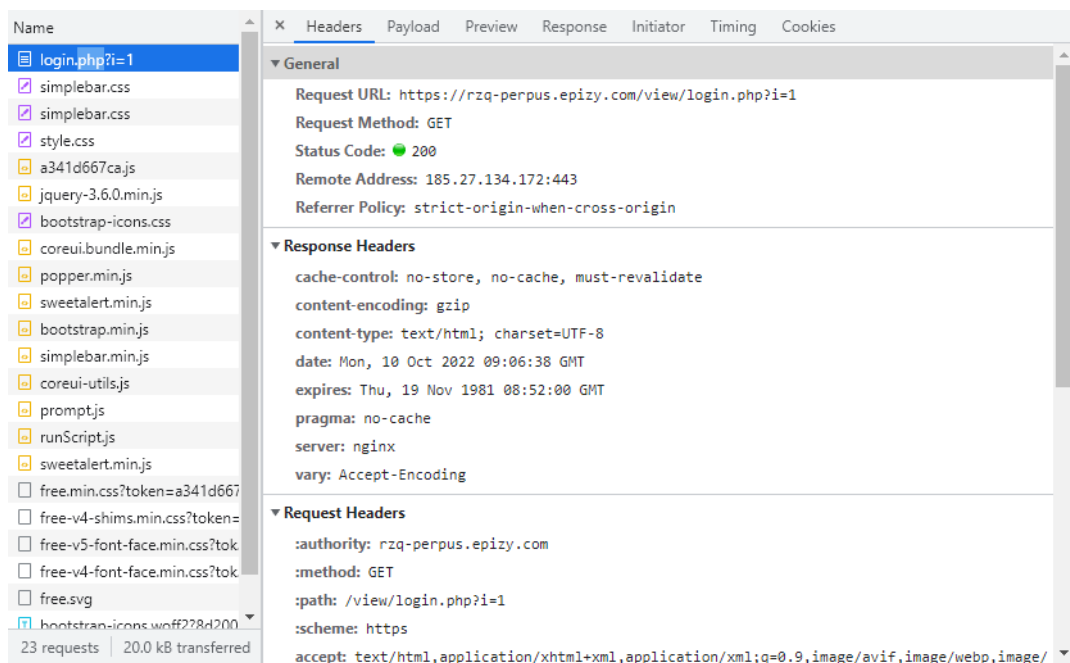 Name
login.php?i=1
simplebar.css
simplebar.css
style.css
a341d667ca.js
jquery-3.6.0.min.js
bootstrap-icons.css
coreui.bundle.min.js
popper.min.js
sweetalert.min.js
bootstrap.min.js
simplebar.min.js
coreui-utils.js
prompt.js
runScript.js
sweetalert.min.js
free.min.css?token=a341d667
free-v4-shims.min.css?token=
free-v5-font-face.min.css?tok
free-v4-font-face.min.css?tok
free.svg
bootstrap-icons.woff2?8d200
23 requests 20.0 kB transferred
× Headers Payload Preview Response Initiator Timing Cookies
General
Request URL: https://rzq-perpus.epizy.com/view/login.php?i=1
Request Method: GET
Status Code: 200
Remote Address: 185.27.134.172:443
Referrer Policy: strict-origin-when-cross-origin
Response Headers
cache-control: no-store, no-cache, must-revalidate
content-encoding: gzip
content-type: text/html; charset=UTF-8
date: Mon, 10 Oct 2022 09:06:38 GMT
expires: Thu, 19 Nov 1981 08:52:00 GMT
pragma: no-cache
server: nginx
vary: Accept-Encoding
Request Headers
:authority: rzq-perpus.epizy.com
:method: GET
:path: /view/login.php?i=1
:scheme: https
accept: text/html,application/xhtml+xml,application/xml;q=0.9,image/avif,image/webp,image/